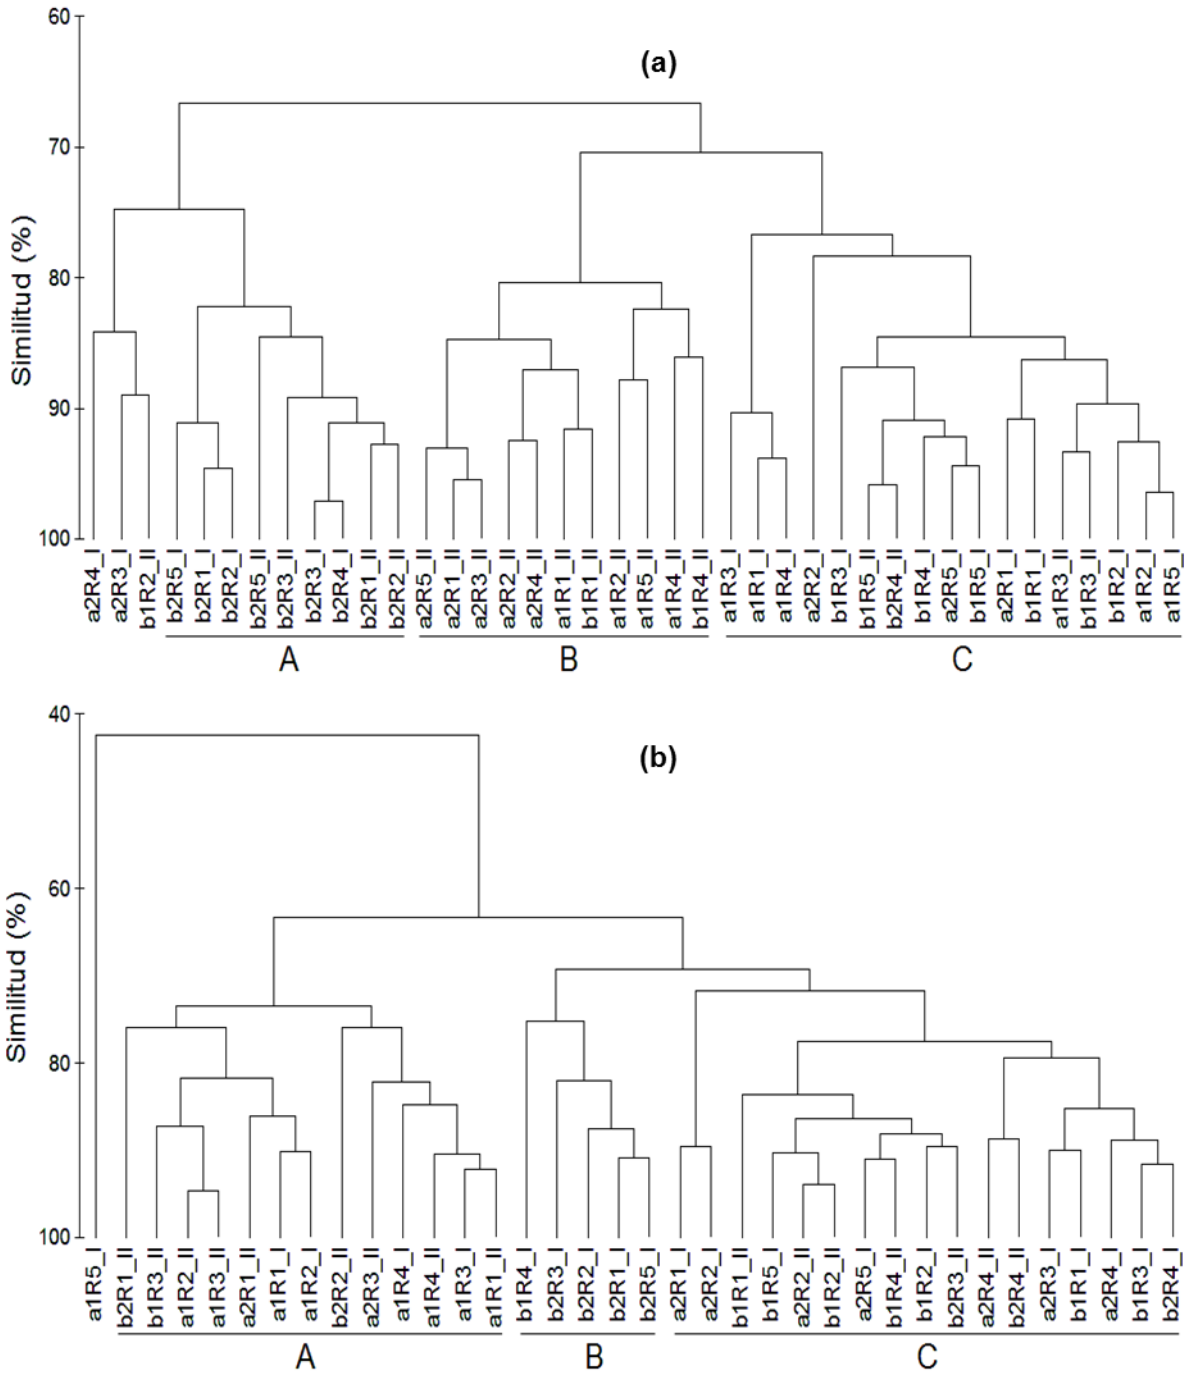 60
(a)
70
80
90
100
Similitud (%)
a2R4_I a2R3_I b1R2_II b2R5_I b2R1_I b2R2_I b2R5_II b2R3_II b2R3_I b2R4_I b2R1_II b2R2_II a2R5_II a2R1_II a2R3_II a2R2_II a2R4_II a1R1_II b1R1_II a1R2_II a1R5_II a1R4_II b1R4_II a1R3_I a1R1_I a1R4_I a2R2_I b1R3_I b1R5_II b2R4_II b1R4_I a2R5_I b1R5_I a2R1_I b1R1_I a1R3_II b1R3_II b1R2_I a1R2_I a1R5_I
A B C
40
(b)
60
80
100
Similitud (%)
a1R5_I b2R1_II b1R3_II a1R2_II a1R3_II a2R1_II a1R1_I a1R2_I b2R2_II a2R3_II a1R4_I a1R4_II a1R3_I a1R1_II b1R4_I b2R3_I b2R2_I b2R1_I b2R5_I a2R1_I a2R2_I b1R1_II b1R5_I a2R2_II b1R2_II a2R5_I b1R4_II b1R2_I b2R3_II a2R4_II b2R4_II a2R3_I b1R1_I a2R4_I b1R3_I b2R4_I
A B C